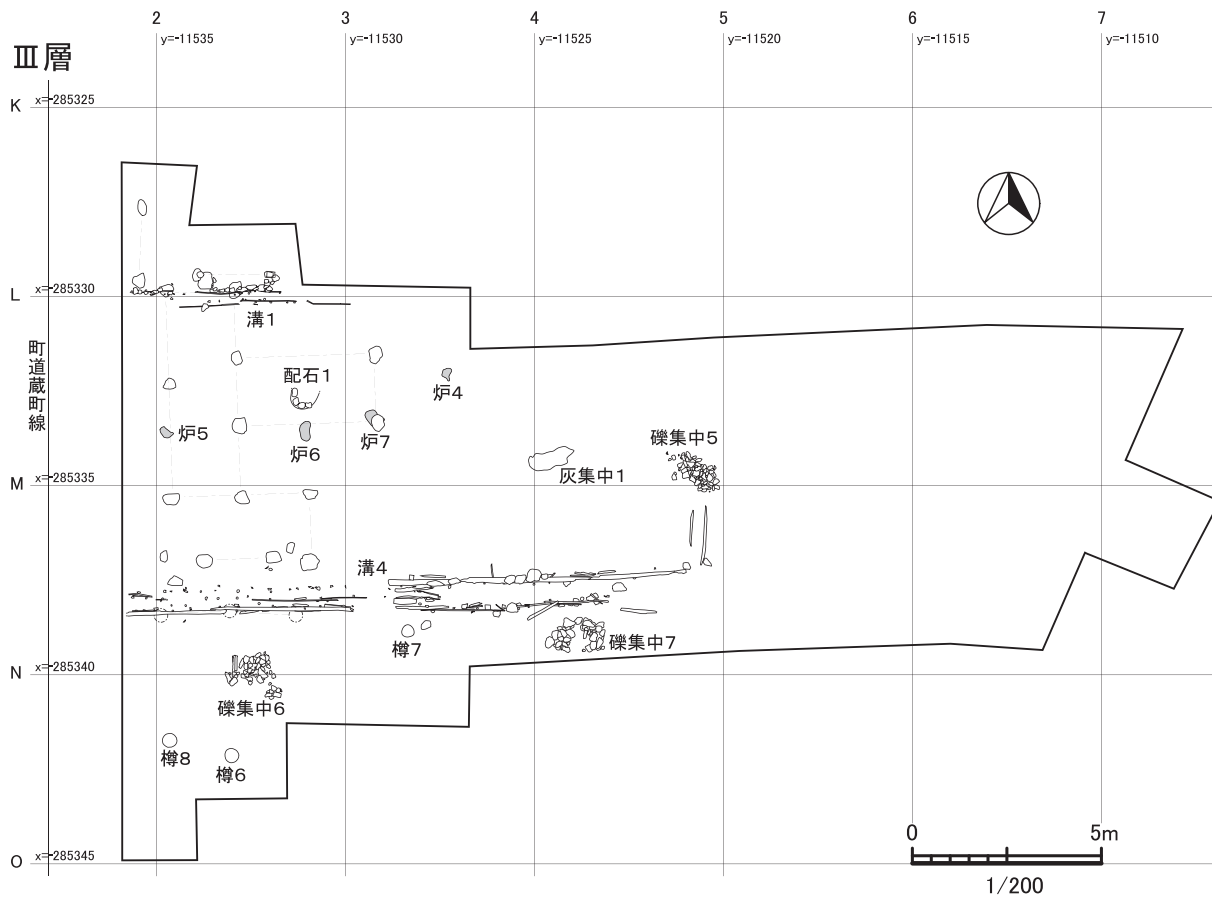 2 3 4 5 6 7
y=-11535 y=-11530 y=-11525 y=-11520 y=-11515 y=-11510
Ⅲ層
K x=-285325
L x=-285330
溝1
町道蔵町線
配石1
炉4
炉5
炉6
炉7
礫集中5
灰集中1
M x=-285335
溝4
樽7
礫集中7
N x=-285340
礫集中6
樽8
樽6
O x=-285345
0 5m
1/200